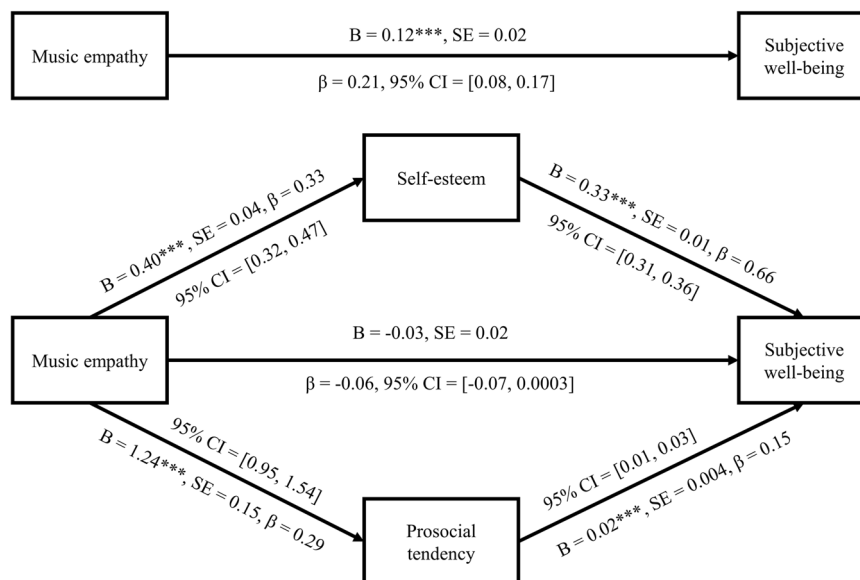 Music empathy
B = 0.12***, SE = 0.02
β = 0.21, 95% CI = [0.08, 0.17]
Subjective
well-being
Self-esteem
B = 0.40*** , SE = 0.04, β = 0.33
95% CI = [0.32, 0.47]
B = 0.33***, SE = 0.01, β = 0.66
95% CI = [0.31, 0.36]
Music empathy
B = -0.03, SE = 0.02
β = -0.06, 95% CI = [-0.07, 0.0003]
Subjective
well-being
95% CI = [0.95, 1.54]
B = 1.24***, SE = 0.15, β = 0.29
95% CI = [0.01, 0.03]
B = 0.02*** , SE = 0.004, β = 0.15
Prosocial
tendency